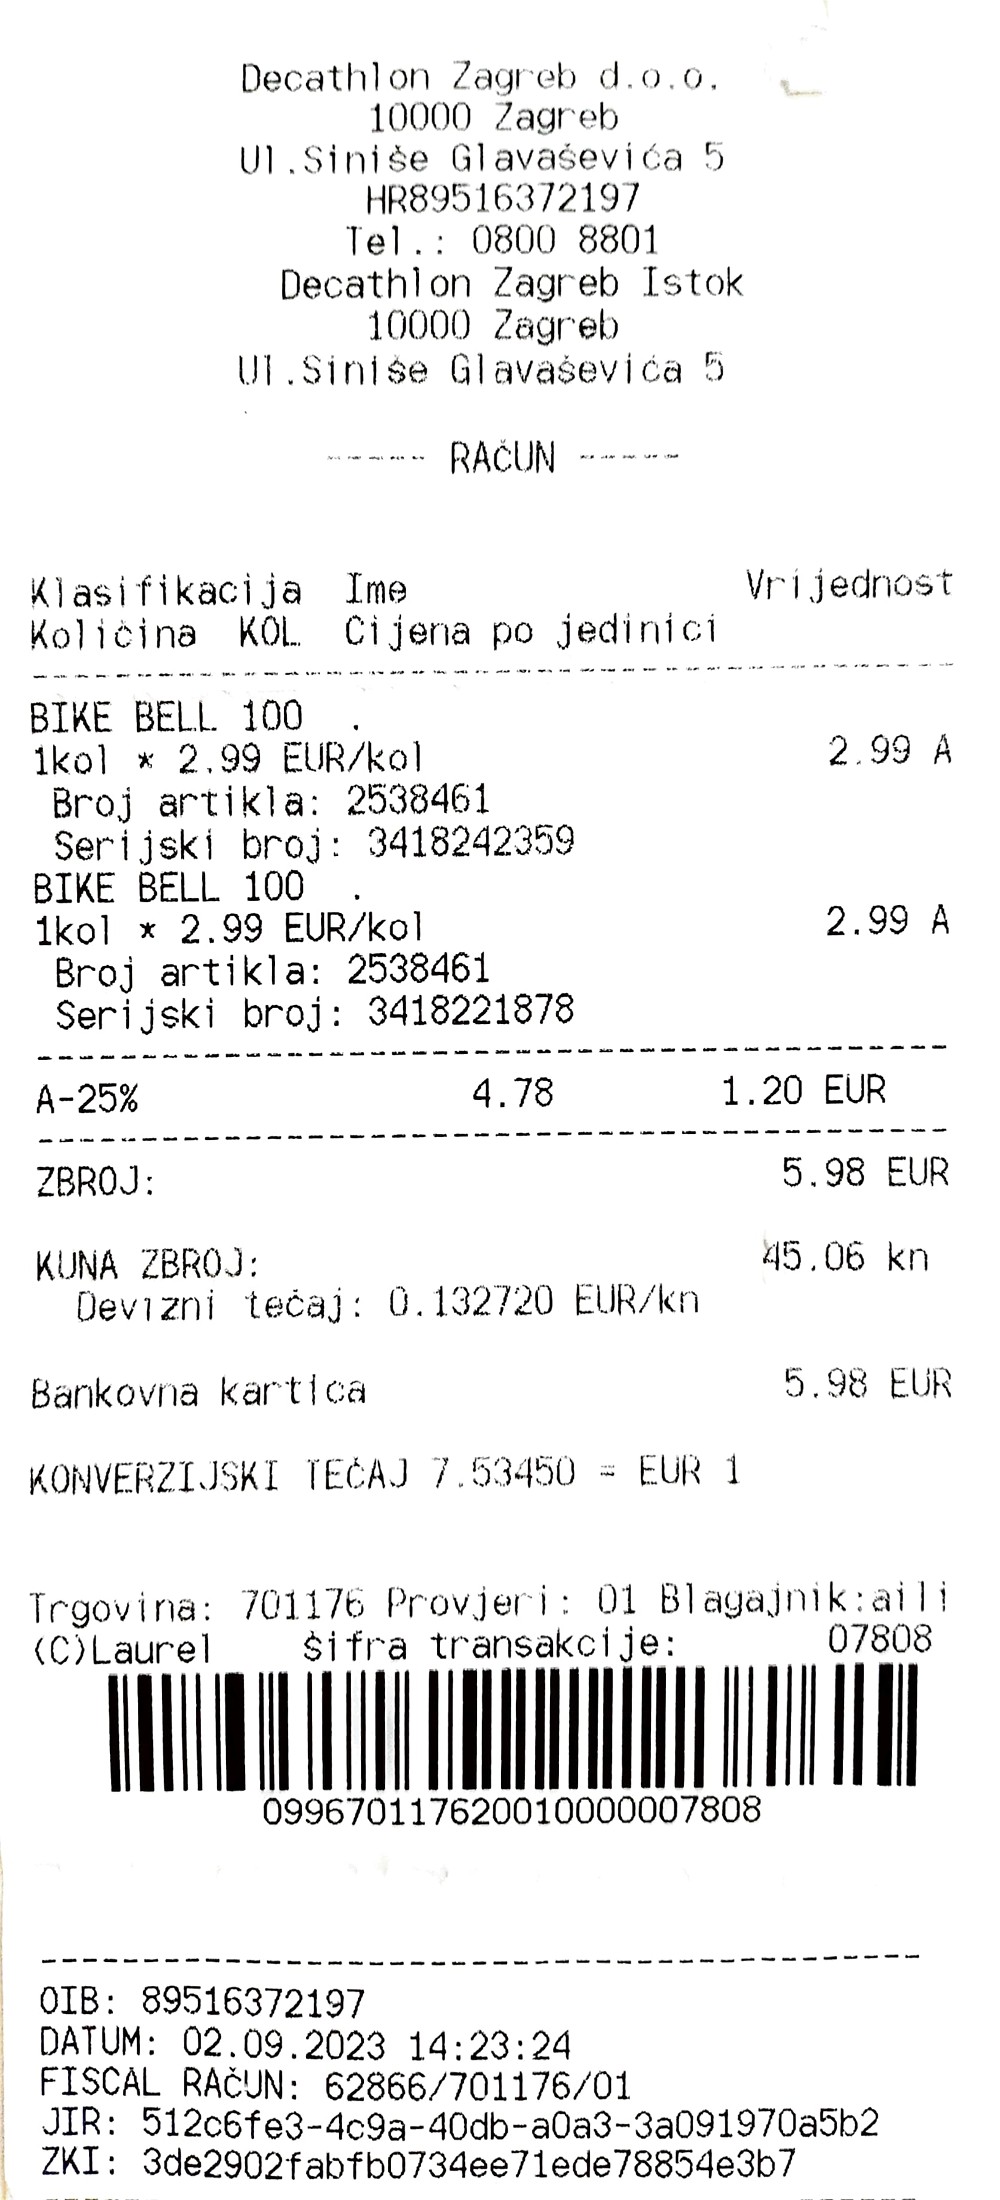 Decathlon Zagreb d.o.o.
10000 Zagreb
Ul.Siniše Glavaševića 5
HR89516372197
Tel.: 0800 8801
Decathlon Zagreb Istok
10000 Zagreb
Ul.Siniše Glavaševića 5
----- RAČUN -----
Klasifikacija Ime Vrijednost
Količina KOL Cijena po jedinici
BIKE BELL 100 .
1kol * 2.99 EUR/kol 2.99 A
Broj artikla: 2538461
Serijski broj: 3418242359
BIKE BELL 100 .
1kol * 2.99 EUR/kol 2.99 A
Broj artikla: 2538461
Serijski broj: 3418221878
A-25% 4.78 1.20 EUR
ZBROJ: 5.98 EUR
KUNA ZBROJ: 45.06 kn
Devizni tečaj: 0.132720 EUR/kn
Bankovna kartica 5.98 EUR
KONVERZIJSKI TEČAJ 7.53450 = EUR 1
Trgovina: 701176 Provjeri: 01 Blagajnik:aili
(C)Laurel Šifra transakcije: 07808
099670117620010000007808
OIB: 89516372197
DATUM: 02.09.2023 14:23:24
FISCAL RAČUN: 62866/701176/01
JIR: 512c6fe3-4c9a-40db-a0a3-3a091970a5b2
ZKI: 3de2902fabfb0734ee71ede78854e3b7